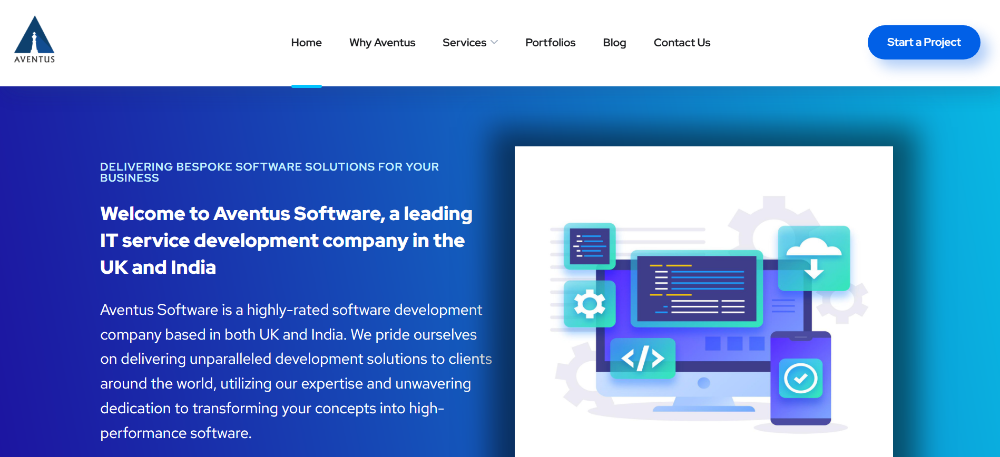 AVENTUS
Home
Why Aventus
Services
Portfolios
Blog
Contact Us
Start a Project
DELIVERING BESPOKE SOFTWARE SOLUTIONS FOR YOUR
BUSINESS
Welcome to Aventus Software, a leading
IT service development company in the
UK and India
Aventus Software is a highly-rated software development
company based in both UK and India. We pride ourselves
on delivering unparalleled development solutions to clients
around the world, utilizing our expertise and unwavering
dedication to transforming your concepts into high-
performance software.
<//>